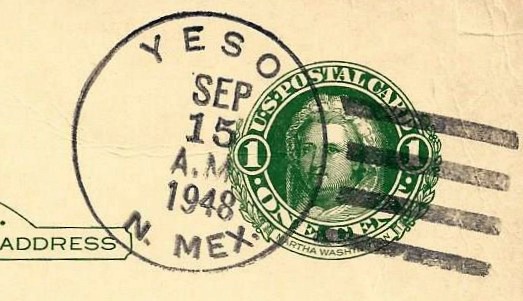 YESO
SEP
15
A.M.
1948
N. MEX.
U·S·POSTAL CARD
1 1
·ONE CENT·
MARTHA WASHINGTON
ADDRESS